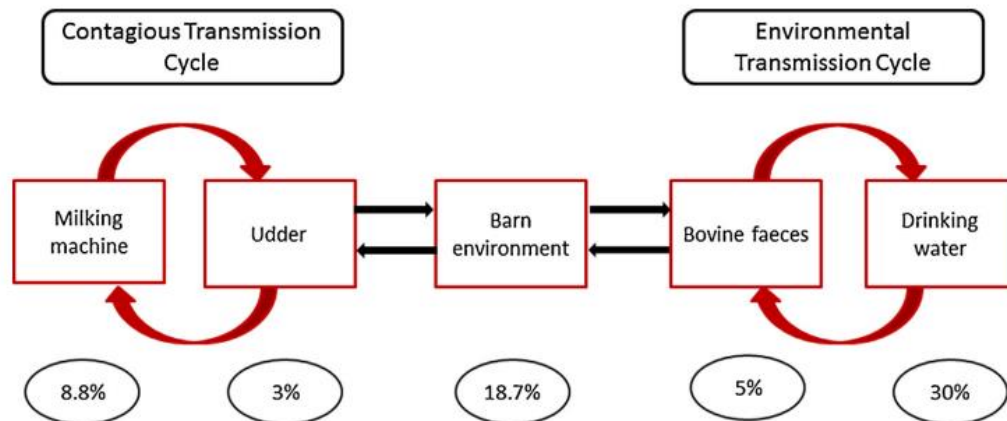 Contagious Transmission
Cycle
Environmental
Transmission Cycle
Milking
machine
Udder
Barn
environment
Bovine faeces
Drinking
water
8.8%
3%
18.7%
5%
30%